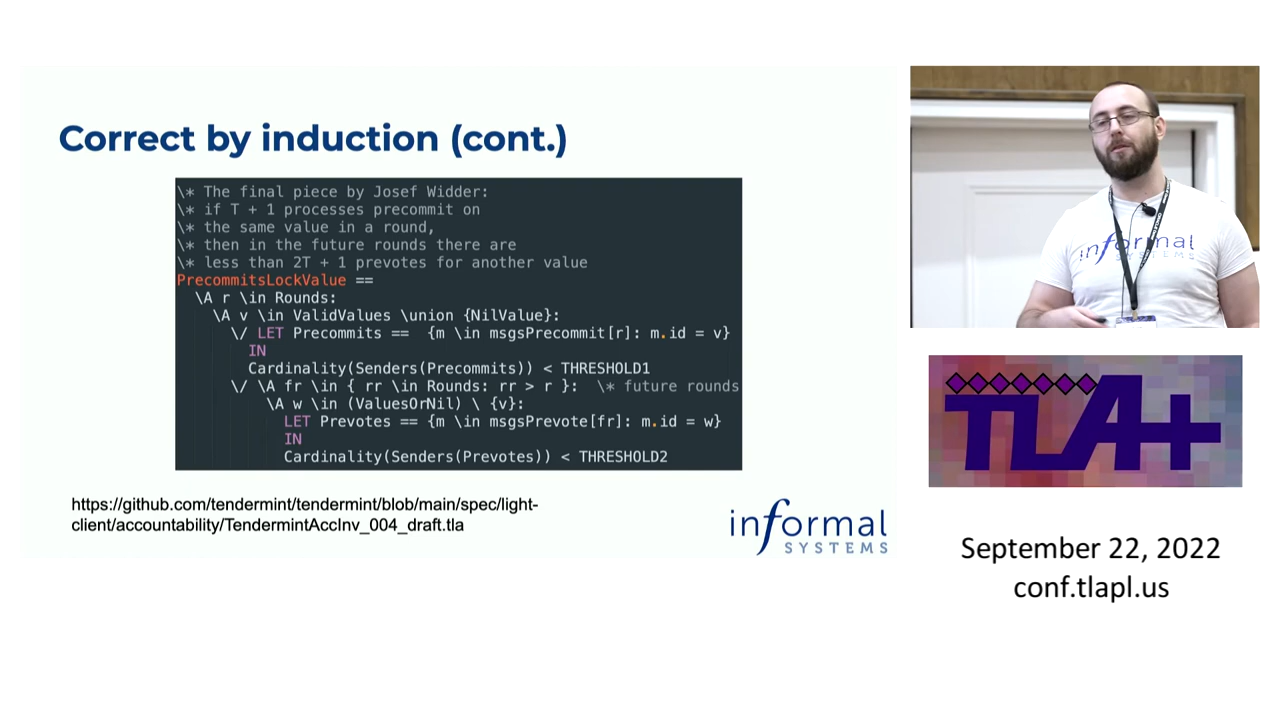 Correct by induction (cont.)
\* The final piece by Josef Widder:
\* if T + 1 processes precommit on
\* the same value in a round,
\* then in the future rounds there are
\* less than 2T + 1 prevotes for another value
PrecommitsLockValue ==
\A r \in Rounds:
\A v \in ValidValues \union {NilValue}:
\/ LET Precommits == {m \in msgsPrecommit[r]: m.id = v}
IN
Cardinality(Senders(Precommits)) < THRESHOLD1
\/ \A fr \in { rr \in Rounds: rr > r }: \* future rounds
\A w \in (ValuesOrNil) \ {v}:
LET Prevotes == {m \in msgsPrevote[fr]: m.id = w}
IN
Cardinality(Senders(Prevotes)) < THRESHOLD2
https://github.com/tendermint/tendermint/blob/main/spec/light-
client/accountability/TendermintAccInv_004_draft.tla
informal
SYSTEMS
informal
SYSTEMS
TLA+
September 22, 2022
conf.tlapl.us